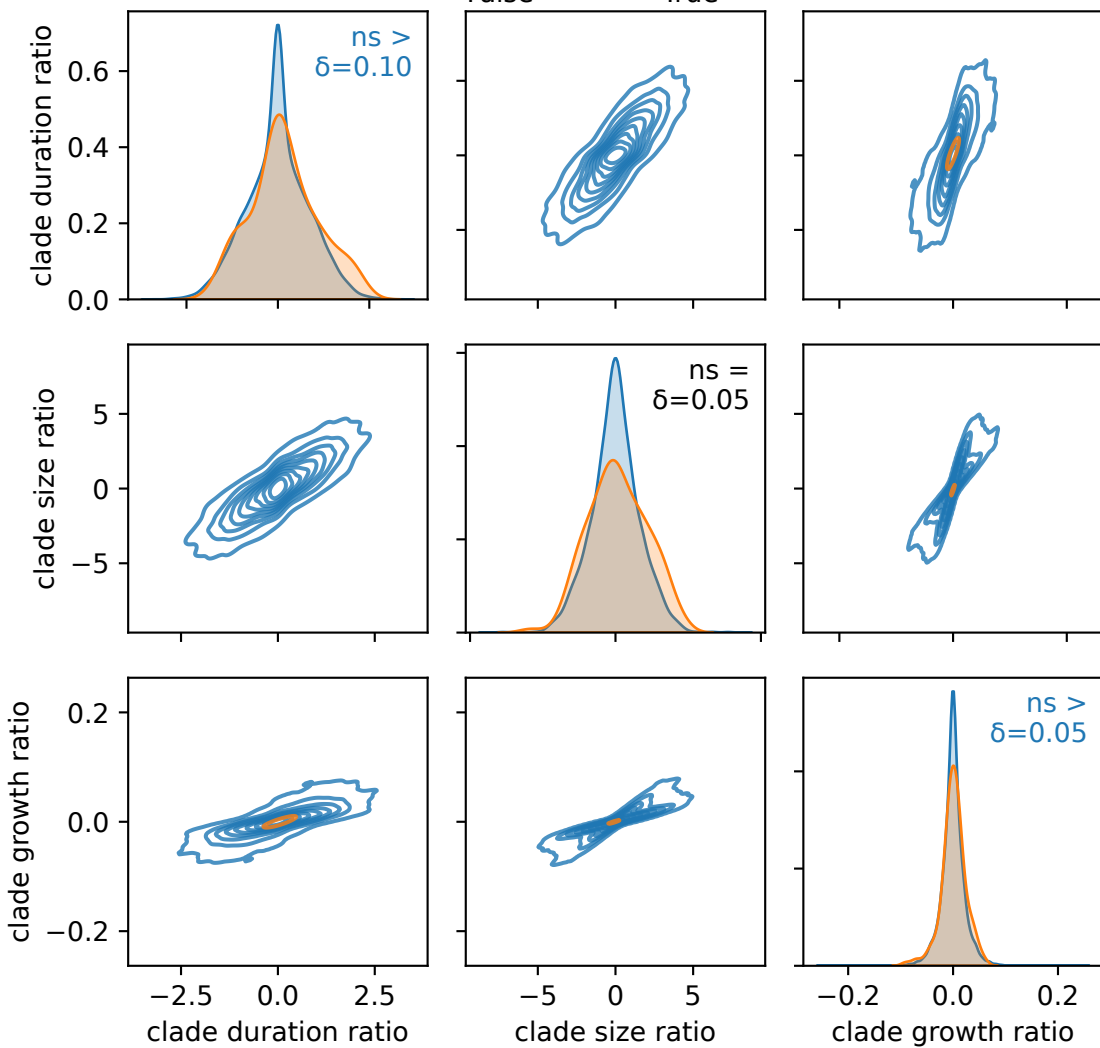 clade duration ratio
0.6
0.4
0.2
0.0
ns >
δ=0.10
clade size ratio
5
0
−5
ns =
δ=0.05
clade growth ratio
0.2
0.0
−0.2
ns >
δ=0.05
−2.5 0.0 2.5
−5 0 5
−0.2 0.0 0.2
clade duration ratio
clade size ratio
clade growth ratio